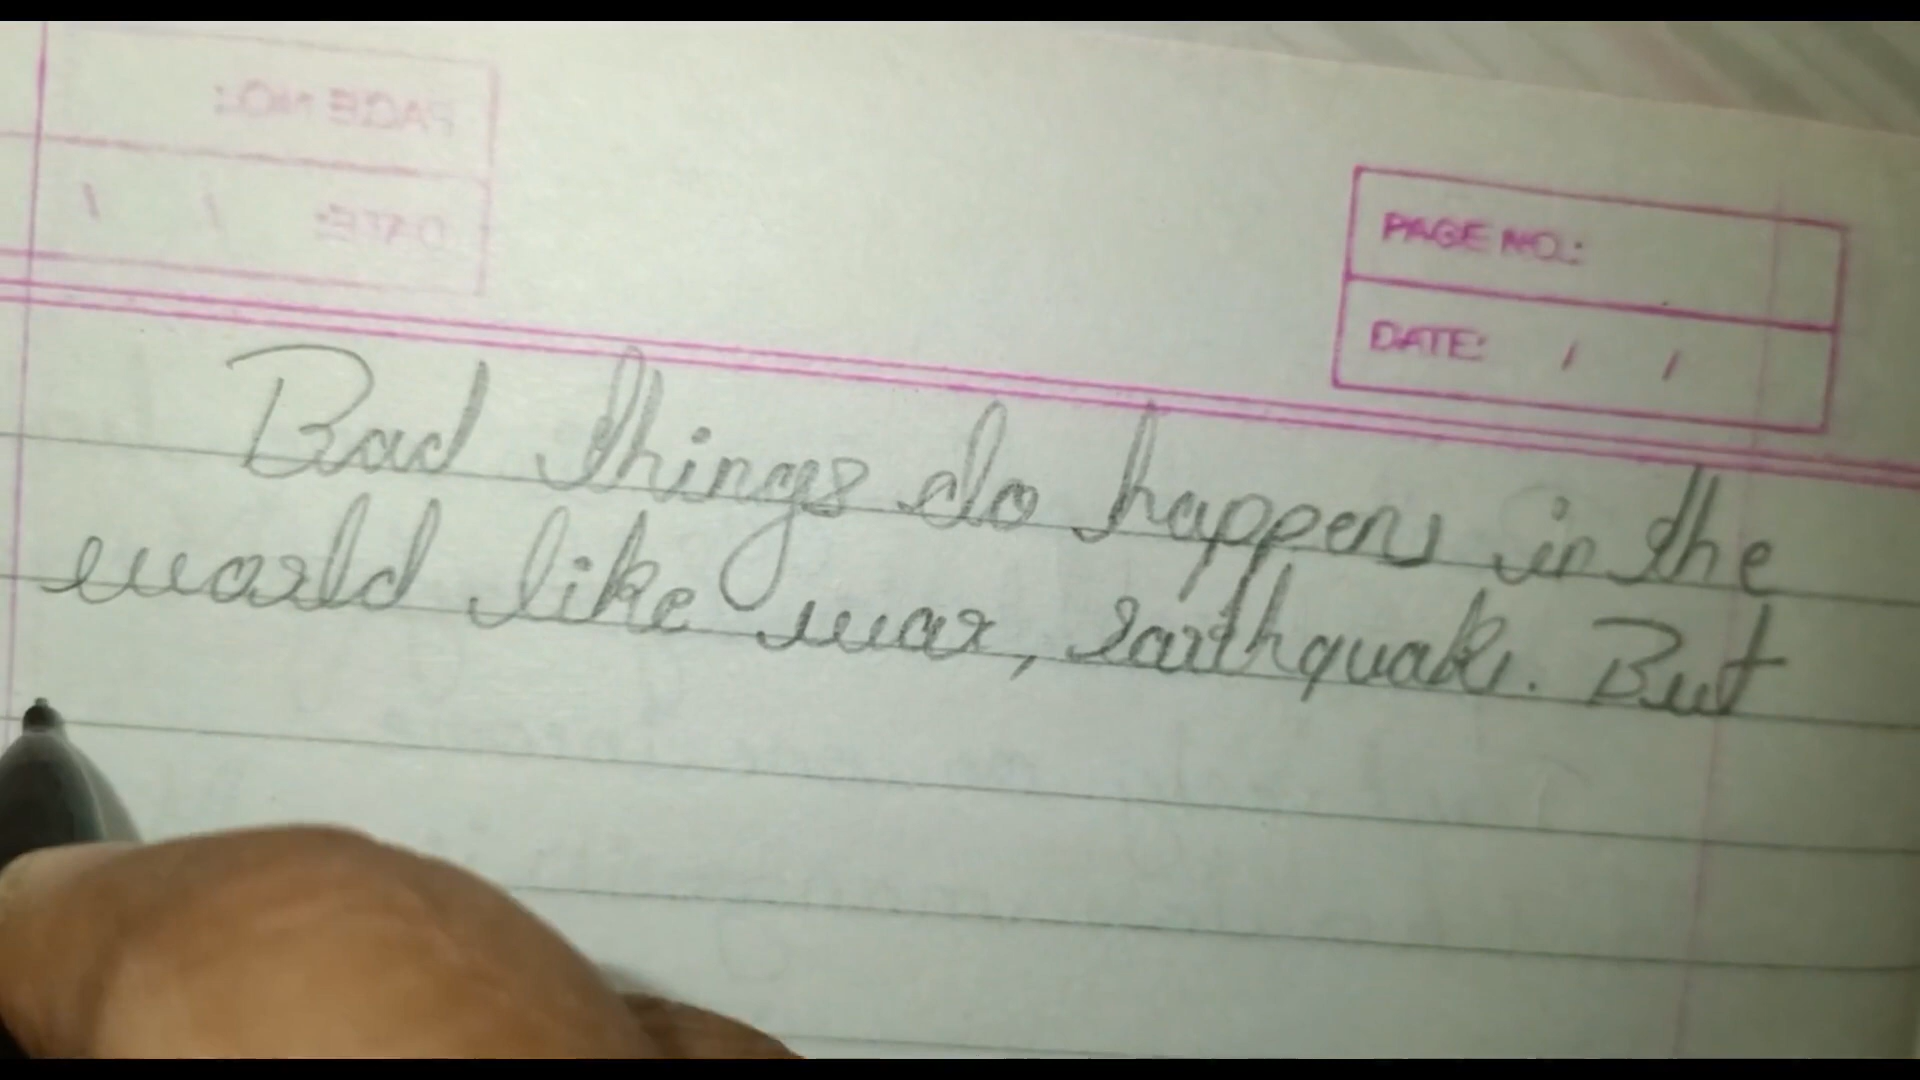 PAGE NO.:
DATE: / /
Bad things do happens in the
world like war, earthquake. But